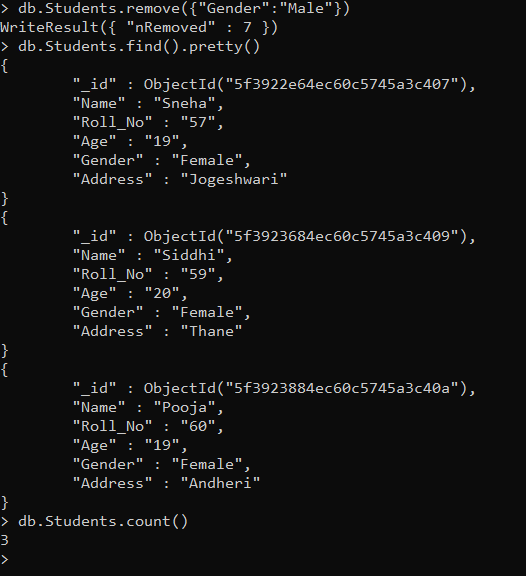 > db.Students.remove({"Gender":"Male"})
WriteResult({ "nRemoved" : 7 })
> db.Students.find().pretty()
{
        "_id" : ObjectId("5f3922e64ec60c5745a3c407"),
        "Name" : "Sneha",
        "Roll_No" : "57",
        "Age" : "19",
        "Gender" : "Female",
        "Address" : "Jogeshwari"
}
{
        "_id" : ObjectId("5f3923684ec60c5745a3c409"),
        "Name" : "Siddhi",
        "Roll_No" : "59",
        "Age" : "20",
        "Gender" : "Female",
        "Address" : "Thane"
}
{
        "_id" : ObjectId("5f3923884ec60c5745a3c40a"),
        "Name" : "Pooja",
        "Roll_No" : "60",
        "Age" : "19",
        "Gender" : "Female",
        "Address" : "Andheri"
}
> db.Students.count()
3
>